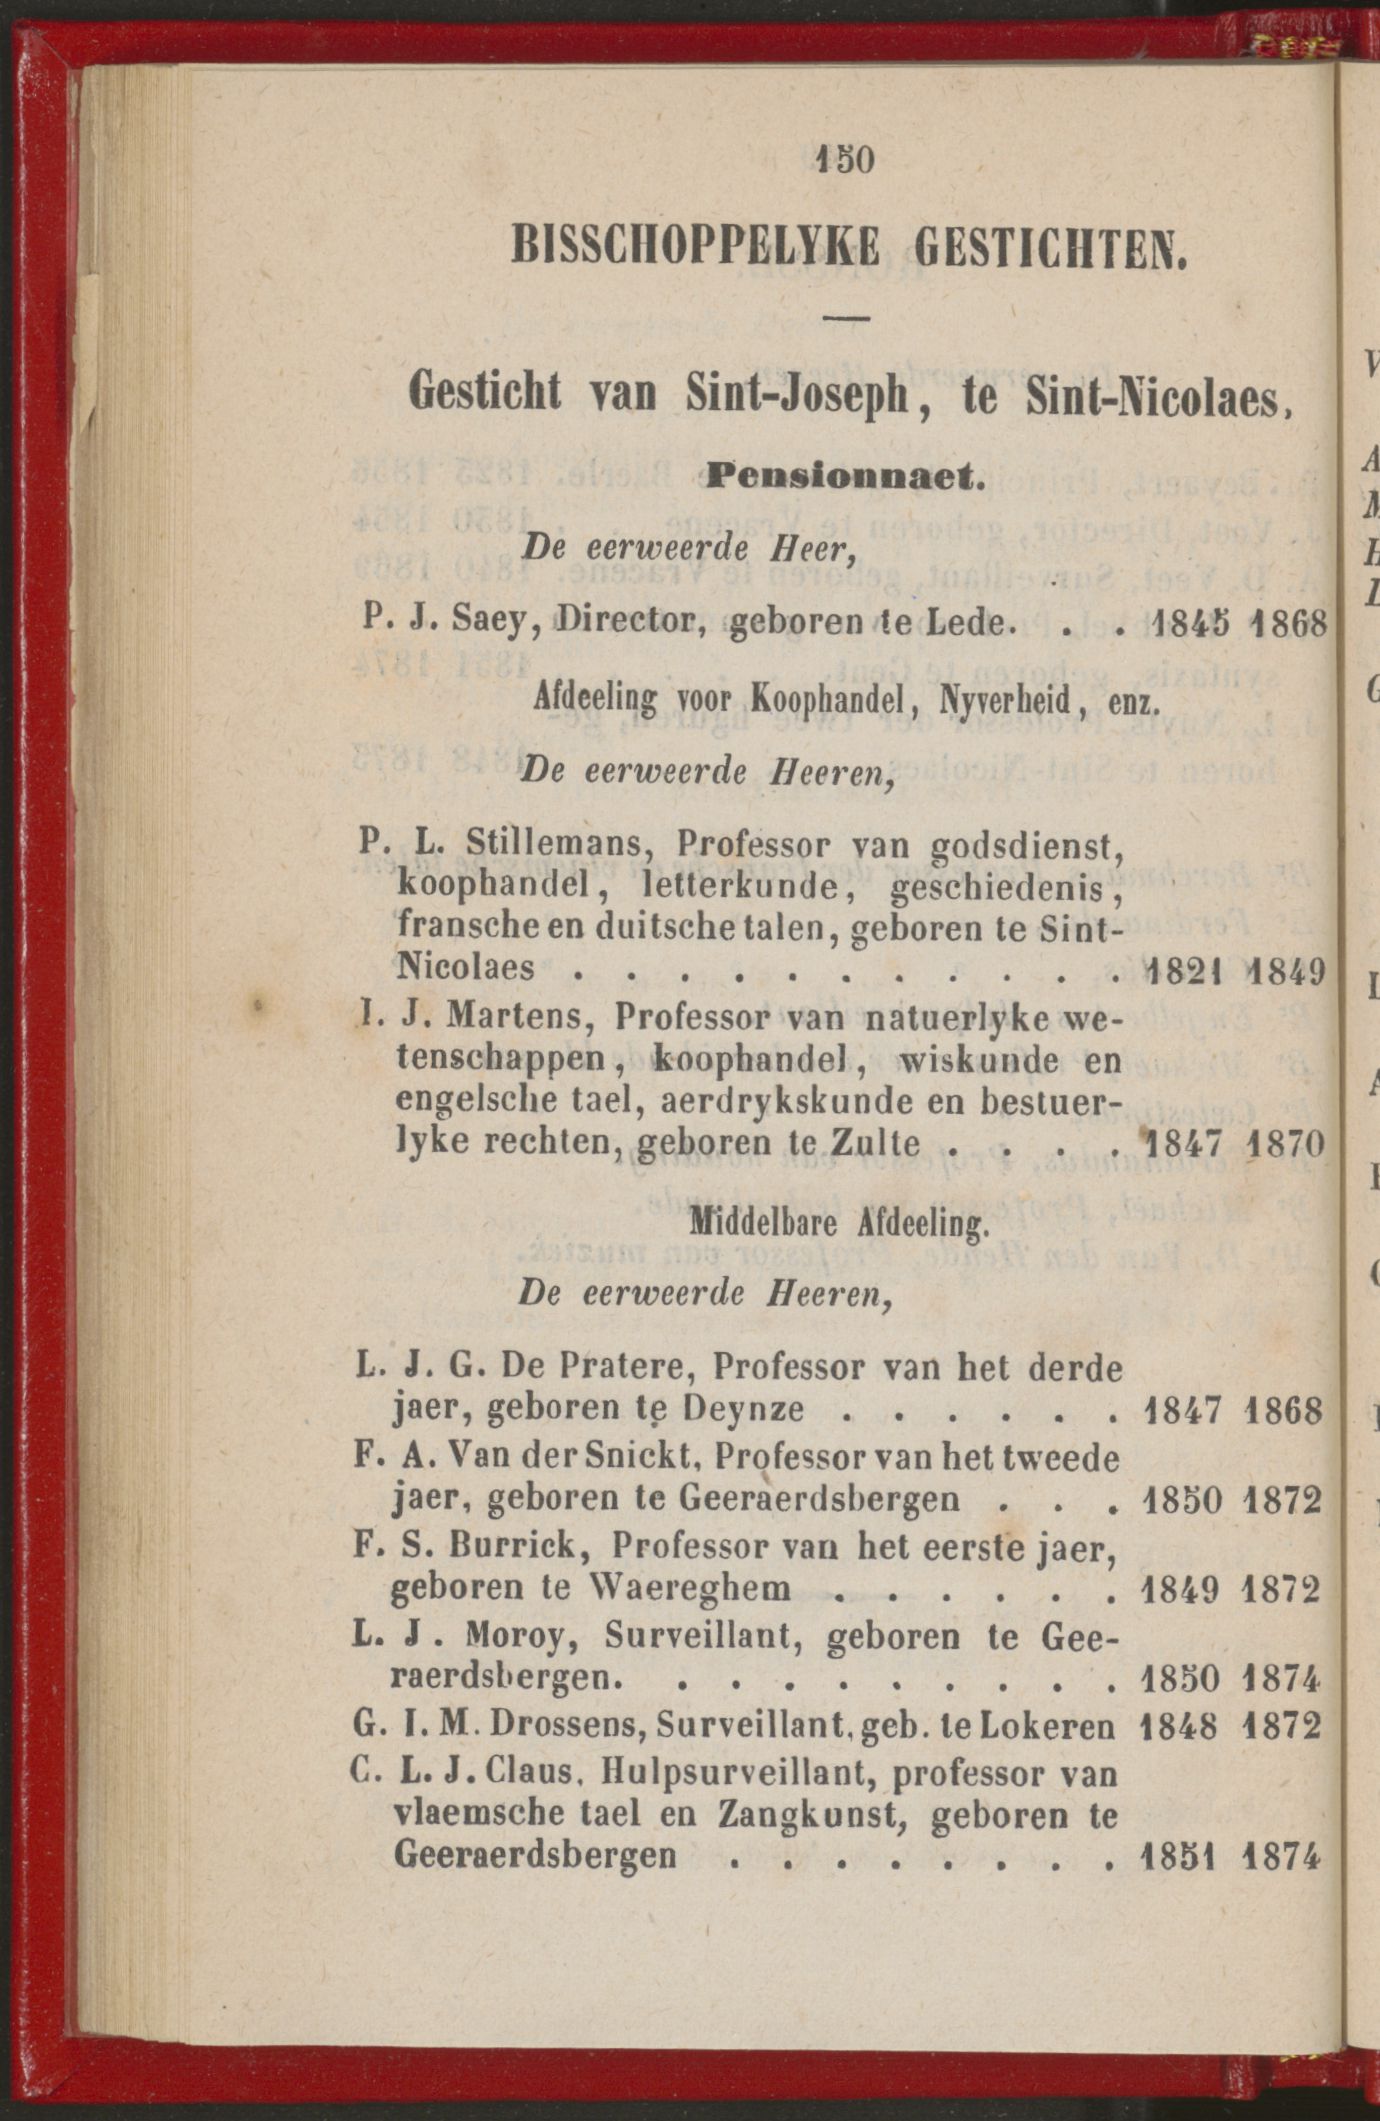 150
BISSCHOPPELYKE GESTICHTEN.
Gesticht van Sint-Joseph, te Sint-Nicolaes,
Pensionnaet.
De eerweerde Heer,
P. J. Saey, Director, geboren te Lede. . . 1845 1868
Afdeeling voor Koophandel, Nyverheid, enz.
De eerweerde Heeren,
P. L. Stillemans, Professor van godsdienst,
koophandel, letterkunde, geschiedenis,
fransche en duitsche talen, geboren te Sint-
Nicolaes . . . . . . . . . . . 1821 1849
I. J. Martens, Professor van natuerlyke we-
tenschappen, koophandel, wiskunde en
engelsche tael, aerdrykskunde en bestuer-
lyke rechten, geboren te Zulte . . . . 1847 1870
Middelbare Afdeeling.
De eerweerde Heeren,
L. J. G. De Pratere, Professor van het derde
jaer, geboren te Deynze . . . . . . 1847 1868
F. A. Van der Snickt, Professor van het tweede
jaer, geboren te Geeraerdsbergen . . . 1850 1872
F. S. Burrick, Professor van het eerste jaer,
geboren te Waereghem . . . . . . 1849 1872
L. J. Moroy, Surveillant, geboren te Gee-
raerdsbergen. . . . . . . . . . 1850 1874
G. I. M. Drossens, Surveillant, geb. te Lokeren 1848 1872
C. L. J. Claus, Hulpsurveillant, professor van
vlaemsche tael en Zangkunst, geboren te
Geeraerdsbergen . . . . . . . . 1851 1874